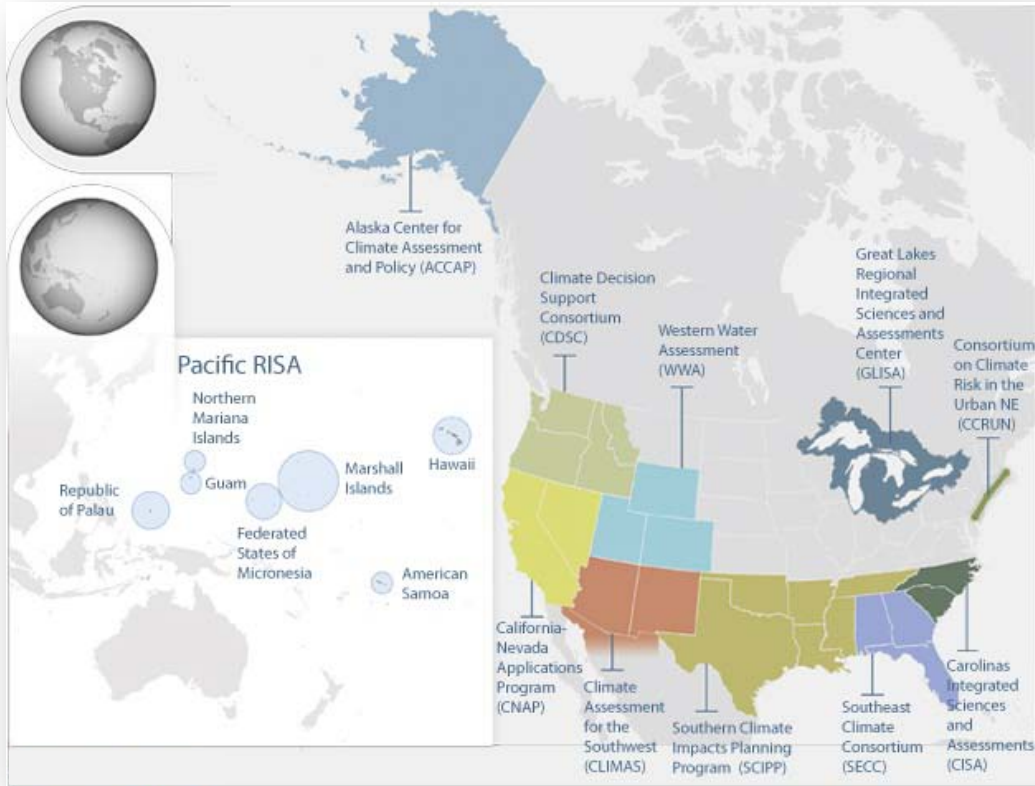 Alaska Center for
Climate Assessment
and Policy (ACCAP)
Climate Decision
Support
Consortium
(CDSC)
Western Water
Assessment
(WWA)
Great Lakes
Regional
Integrated
Sciences and
Assessments
Center
(GLISA)
Consortium
on Climate
Risk in the
Urban NE
(CCRUN)
Pacific RISA
Northern
Mariana
Islands
Guam
Republic
of Palau
Federated
States of
Micronesia
Marshall
Islands
Hawaii
American
Samoa
California-
Nevada
Applications
Program
(CNAP)
Climate
Assessment
for the
Southwest
(CLIMAS)
Southern Climate
Impacts Planning
Program (SCIPP)
Southeast
Climate
Consortium
(SECC)
Carolinas
Integrated
Sciences
and
Assessments
(CISA)